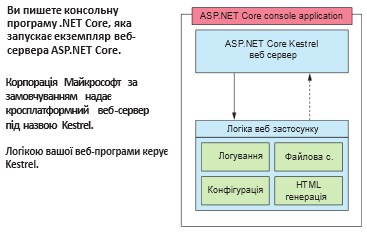 Ви пишете консольну
програму .NET Core, яка
запускає екземпляр веб-
сервера ASP.NET Core.
Корпорація Майкрософт за
замовчуванням надає
кросплатформний веб-сервер
під назвою Kestrel.
Логікою вашої веб-програми керує
Kestrel.
ASP.NET Core console application
ASP.NET Core Kestrel
веб сервер
Логіка веб застосунку
Логування
Файлова с.
Конфігурація
HTML
генерація